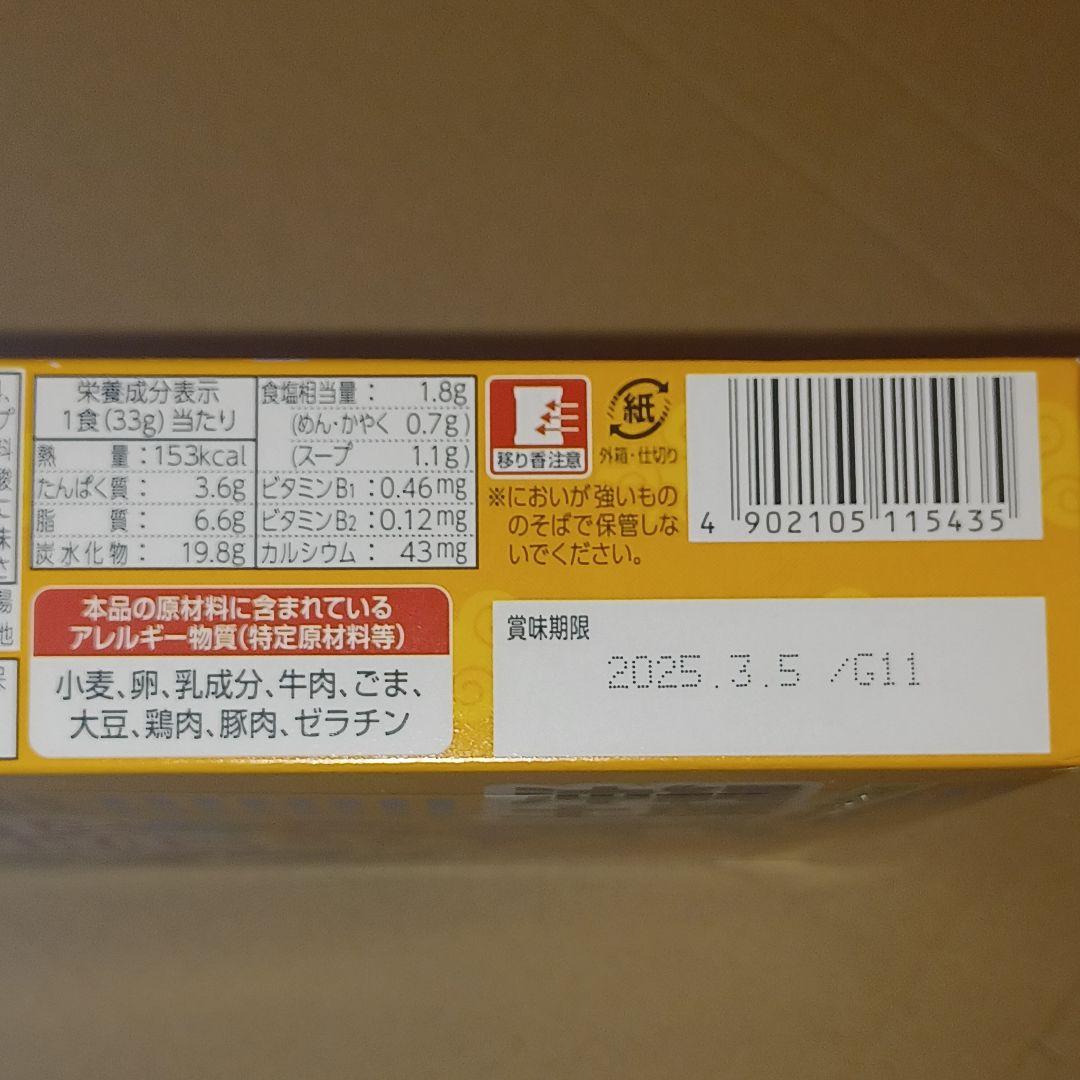 栄養成分表示
1食(33g)当たり
熱量:153kcal
たんぱく質: 3.6g
脂質: 6.6g
炭水化物: 19.8g
食塩相当量: 1.8g
(めん・かやく 0.7g)
(スープ 1.1g)
ビタミンB1:0.46mg
ビタミンB2:0.12mg
カルシウム: 43mg
移り香注意
紙
外箱・仕切り
※においが強いもの
のそばで保管しな
いでください。
4 902105 115435
本品の原材料に含まれている
アレルギー物質(特定原材料等)
小麦、卵、乳成分、牛肉、ごま、
大豆、鶏肉、豚肉、ゼラチン
賞味期限
2025.3.5 /G11